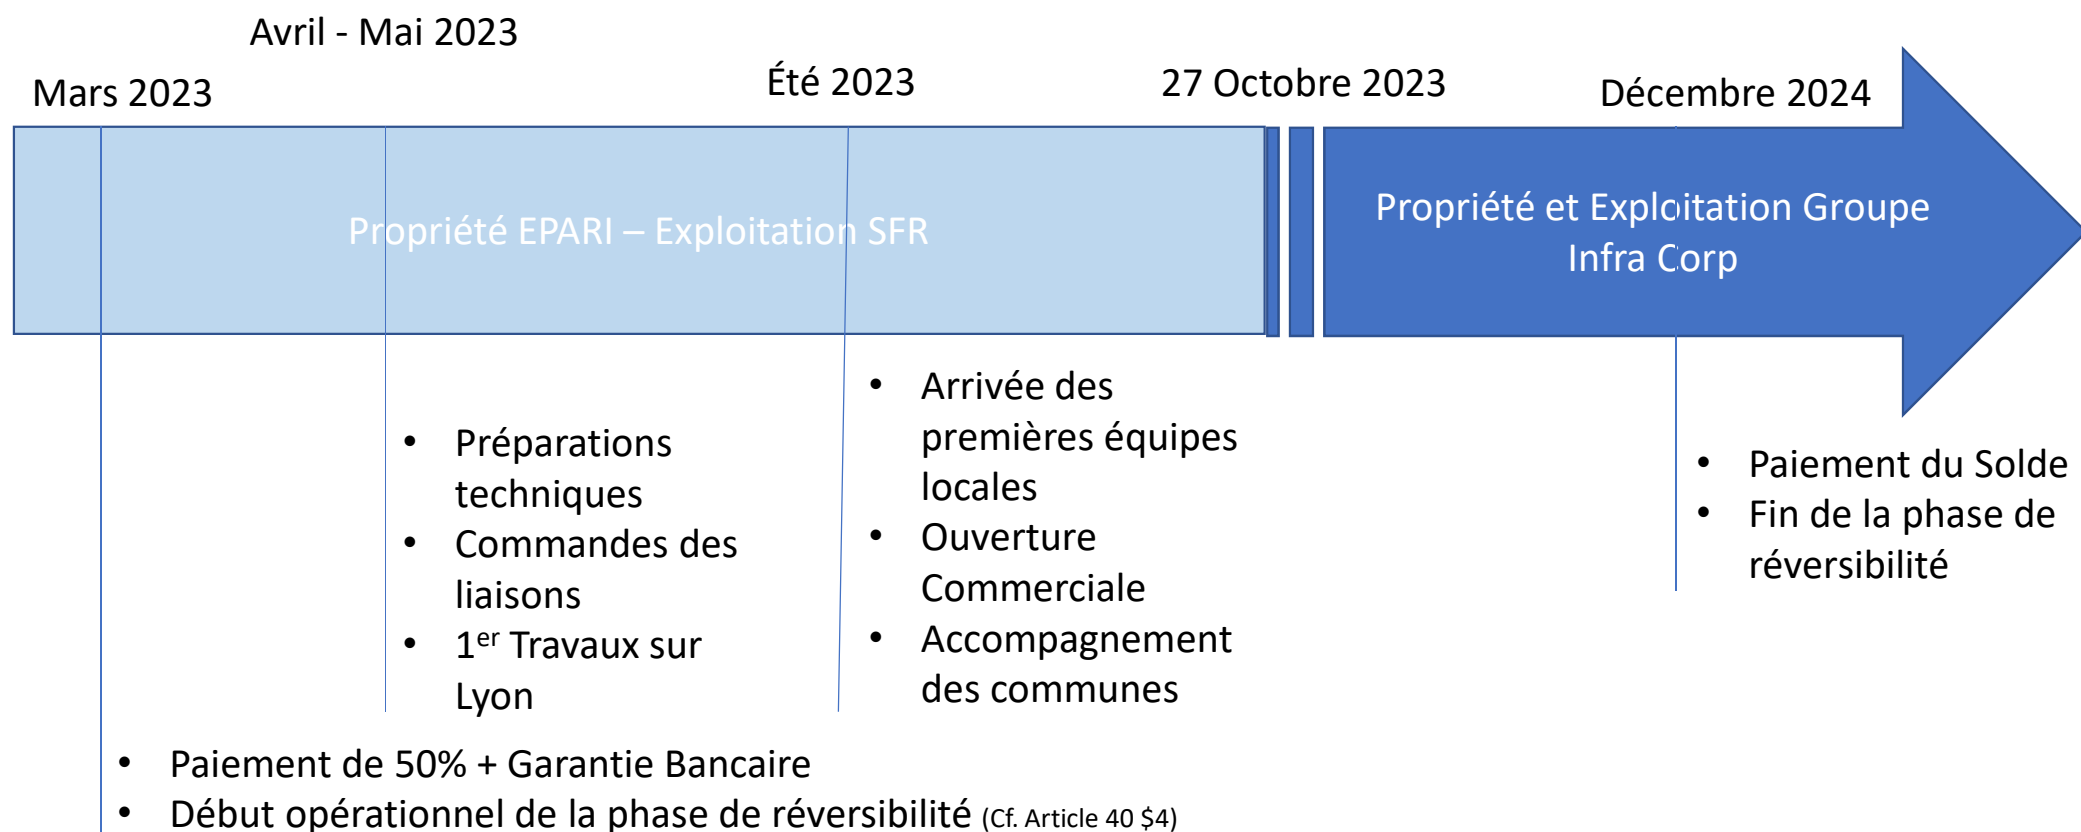 Avril - Mai 2023
Mars 2023
Été 2023
27 Octobre 2023
Décembre 2024
Propriété EPARI – Exploitation SFR
Propriété et Exploitation Groupe
Infra Corp
• Préparations
techniques
• Commandes des
liaisons
• 1er Travaux sur
Lyon
• Arrivée des
premières équipes
locales
• Ouverture
Commerciale
• Accompagnement
des communes
• Paiement du Solde
• Fin de la phase de
réversibilité
• Paiement de 50% + Garantie Bancaire
• Début opérationnel de la phase de réversibilité (Cf. Article 40 $4)